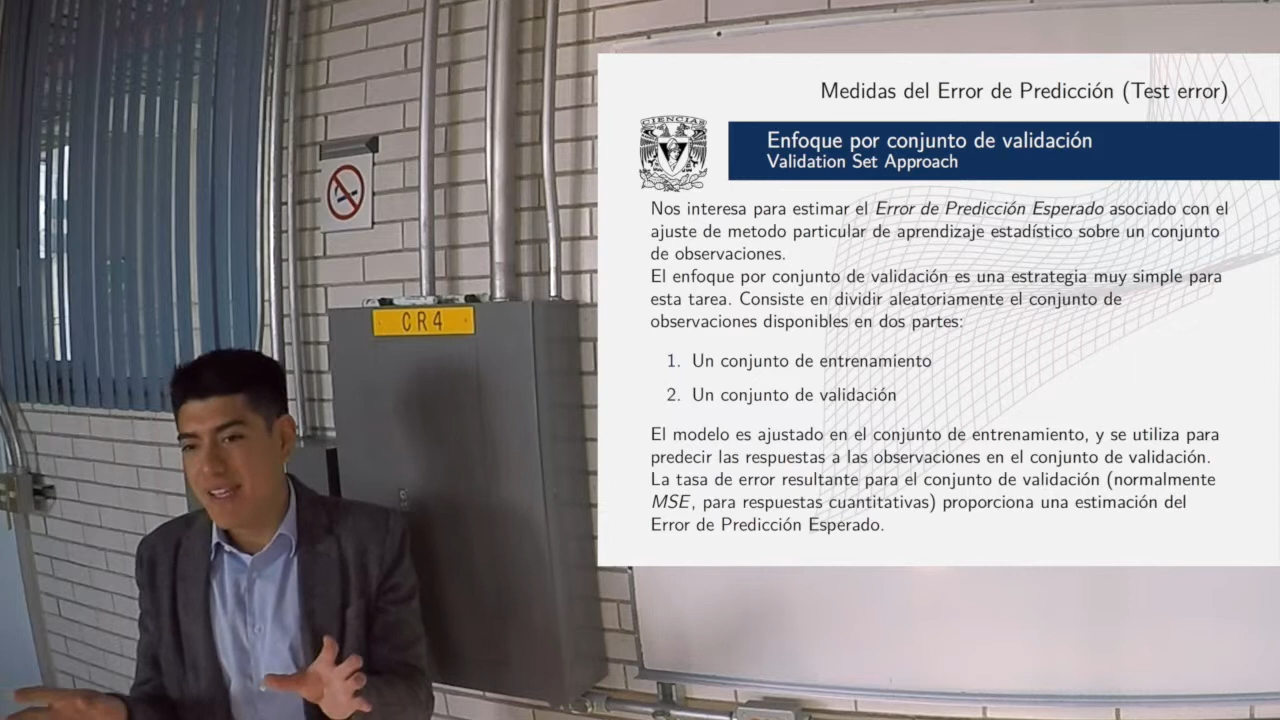 Medidas del Error de Predicción (Test error)
CIENCIAS
Enfoque por conjunto de validación
Validation Set Approach
Nos interesa para estimar el Error de Predicción Esperado asociado con el
ajuste de metodo particular de aprendizaje estadístico sobre un conjunto
de observaciones.
El enfoque por conjunto de validación es una estrategia muy simple para
esta tarea. Consiste en dividir aleatoriamente el conjunto de
observaciones disponibles en dos partes:
1. Un conjunto de entrenamiento
2. Un conjunto de validación
El modelo es ajustado en el conjunto de entrenamiento, y se utiliza para
predecir las respuestas a las observaciones en el conjunto de validación.
La tasa de error resultante para el conjunto de validación (normalmente
MSE, para respuestas cuantitativas) proporciona una estimación del
Error de Predicción Esperado.
CR4